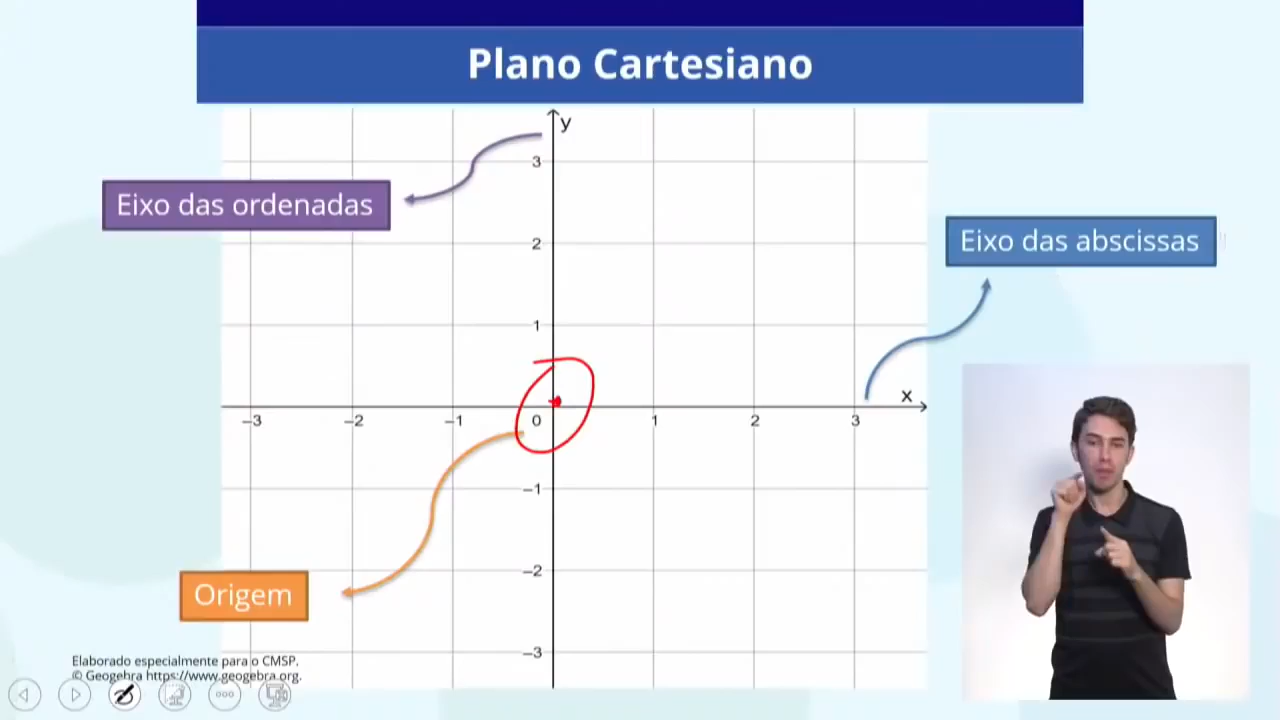 Plano Cartesiano
y
3
Eixo das ordenadas
Eixo das abscissas
2
1
x
–3
–2
–1
0
1
2
3
–1
–2
Origem
–3
Elaborado especialmente para o CMSP.
© Geogebra https://www.geogebra.org.